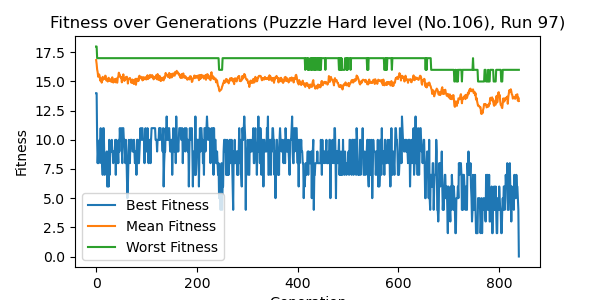 Fitness over Generations (Puzzle Hard level (No.106), Run 97)
17.5
15.0
12.5
10.0
7.5
5.0
2.5
0.0
Fitness
Best Fitness
Mean Fitness
Worst Fitness
0
200
400
600
800
Generation